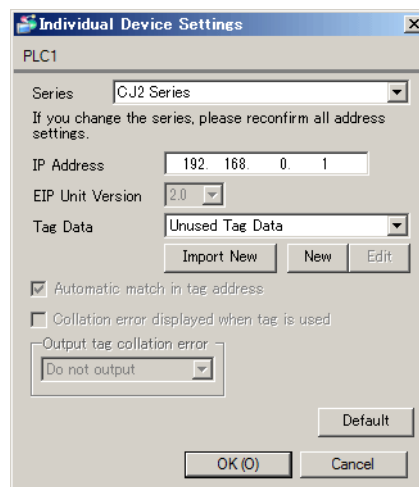 Individual Device Settings
PLC1
Series CJ2 Series
If you change the series, please reconfirm all address
settings.
IP Address 192. 168. 0. 1
EIP Unit Version 2.0
Tag Data Unused Tag Data
Import New New Edit
Automatic match in tag address
Collation error displayed when tag is used
Output tag collation error
Do not output
Default
OK (O) Cancel